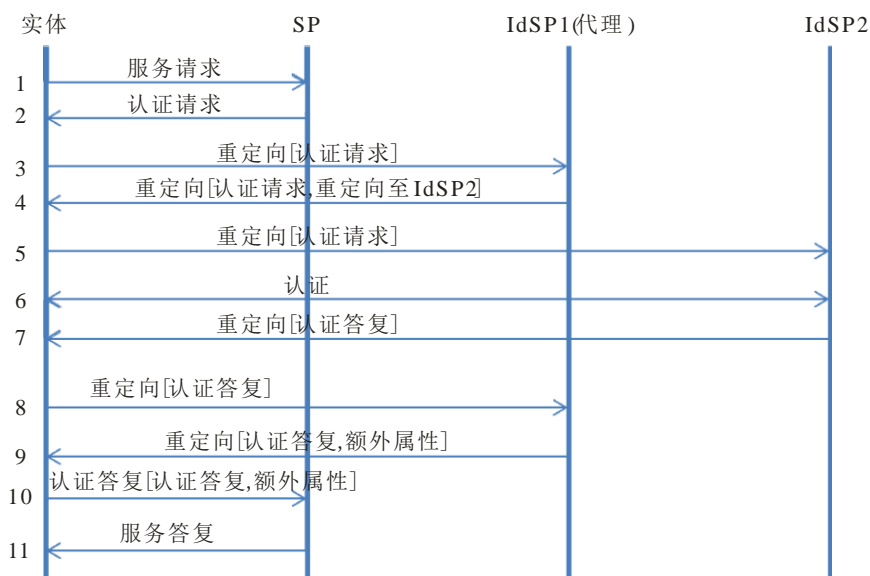 实体 SP IdSP1(代理) IdSP2
1 服务请求
2 认证请求
3 重定向[认证请求]
4 重定向[认证请求,重定向至IdSP2]
5 重定向[认证请求]
6 认证
7 重定向[认证答复]
8 重定向[认证答复]
9 重定向[认证答复,额外属性]
10 认证答复[认证答复,额外属性]
11 服务答复